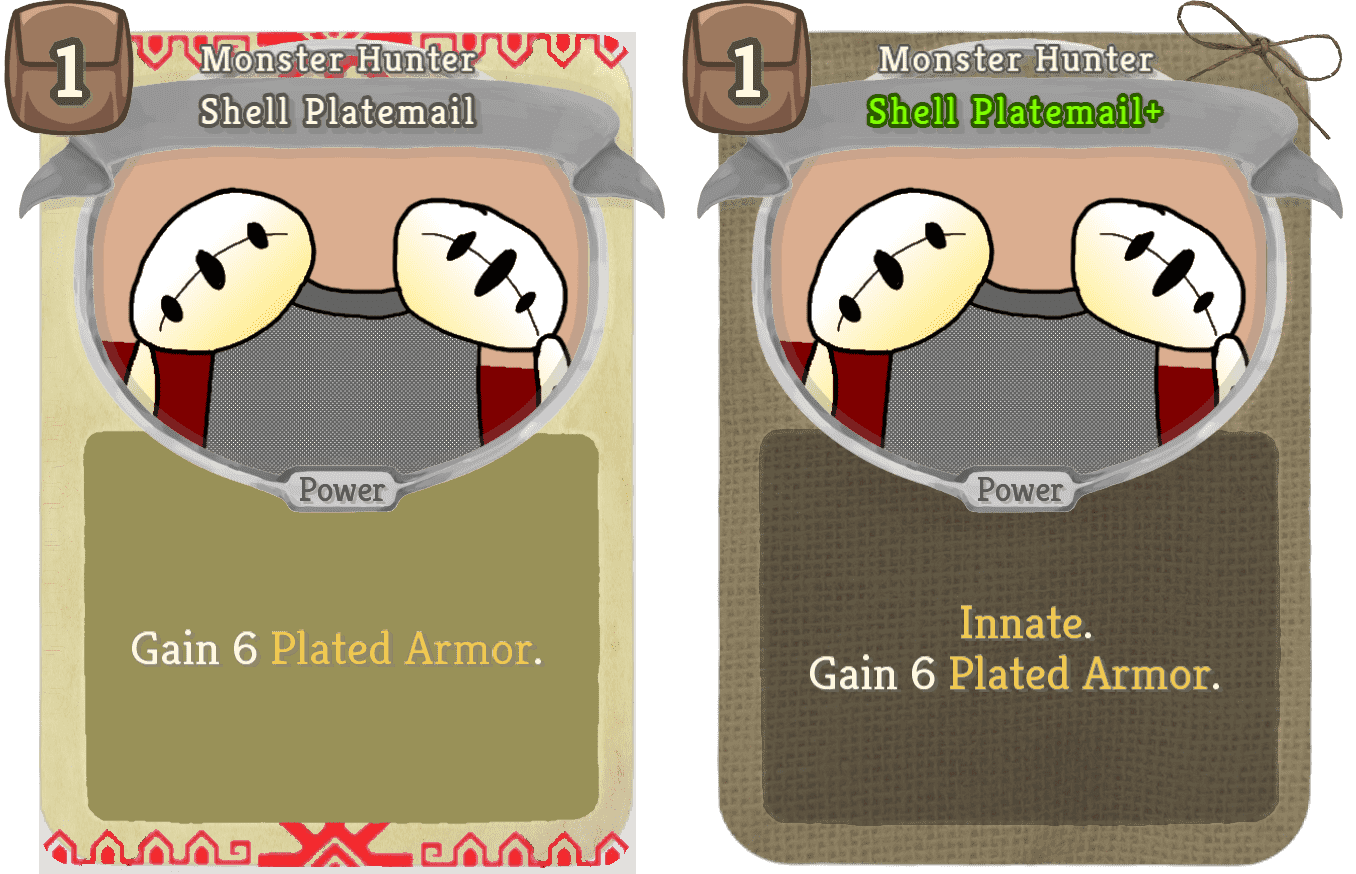 1
Monster Hunter
Shell Platemail
Power
Gain 6 Plated Armor.
1
Monster Hunter
Shell Platemail+
Power
Innate.
Gain 6 Plated Armor.